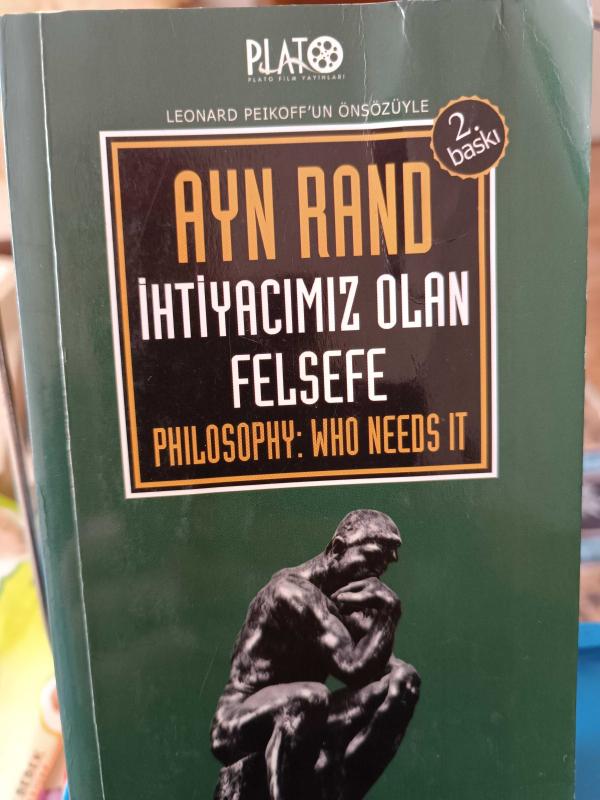 PLATO
PLATO FİLM YAYINLARI
LEONARD PEIKOFF'UN ÖNSÖZÜYLE
2.
baskı
AYN RAND
İHTİYACIMIZ OLAN
FELSEFE
PHILOSOPHY: WHO NEEDS IT
BEBEK